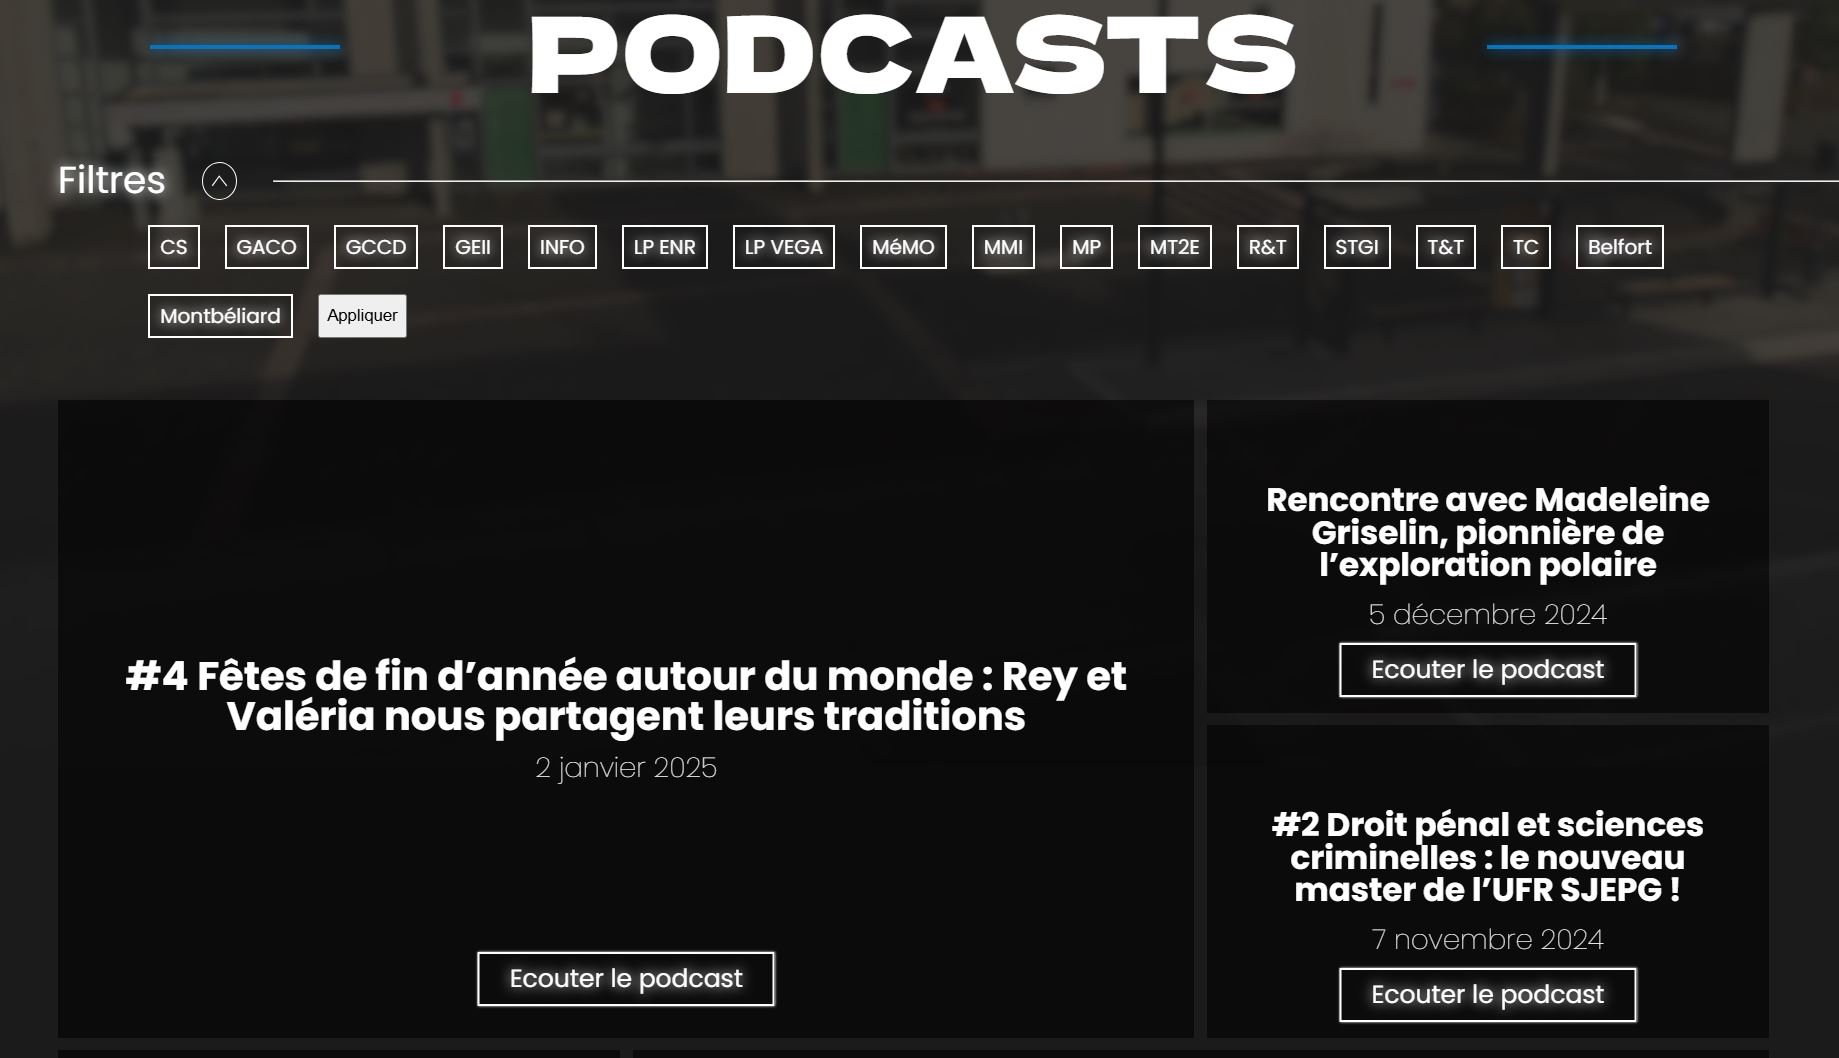 PODCASTS
Filtres
CS GACO GCCD GEII INFO LP ENR LP VEGA MéMO MMI MP MT2E R&T STGI T&T TC Belfort
Montbéliard Appliquer
#4 Fêtes de fin d’année autour du monde : Rey et
Valéria nous partagent leurs traditions
2 janvier 2025
Ecouter le podcast
Rencontre avec Madeleine
Griselin, pionnière de
l’exploration polaire
5 décembre 2024
Ecouter le podcast
#2 Droit pénal et sciences
criminelles : le nouveau
master de l’UFR SJEPG !
7 novembre 2024
Ecouter le podcast